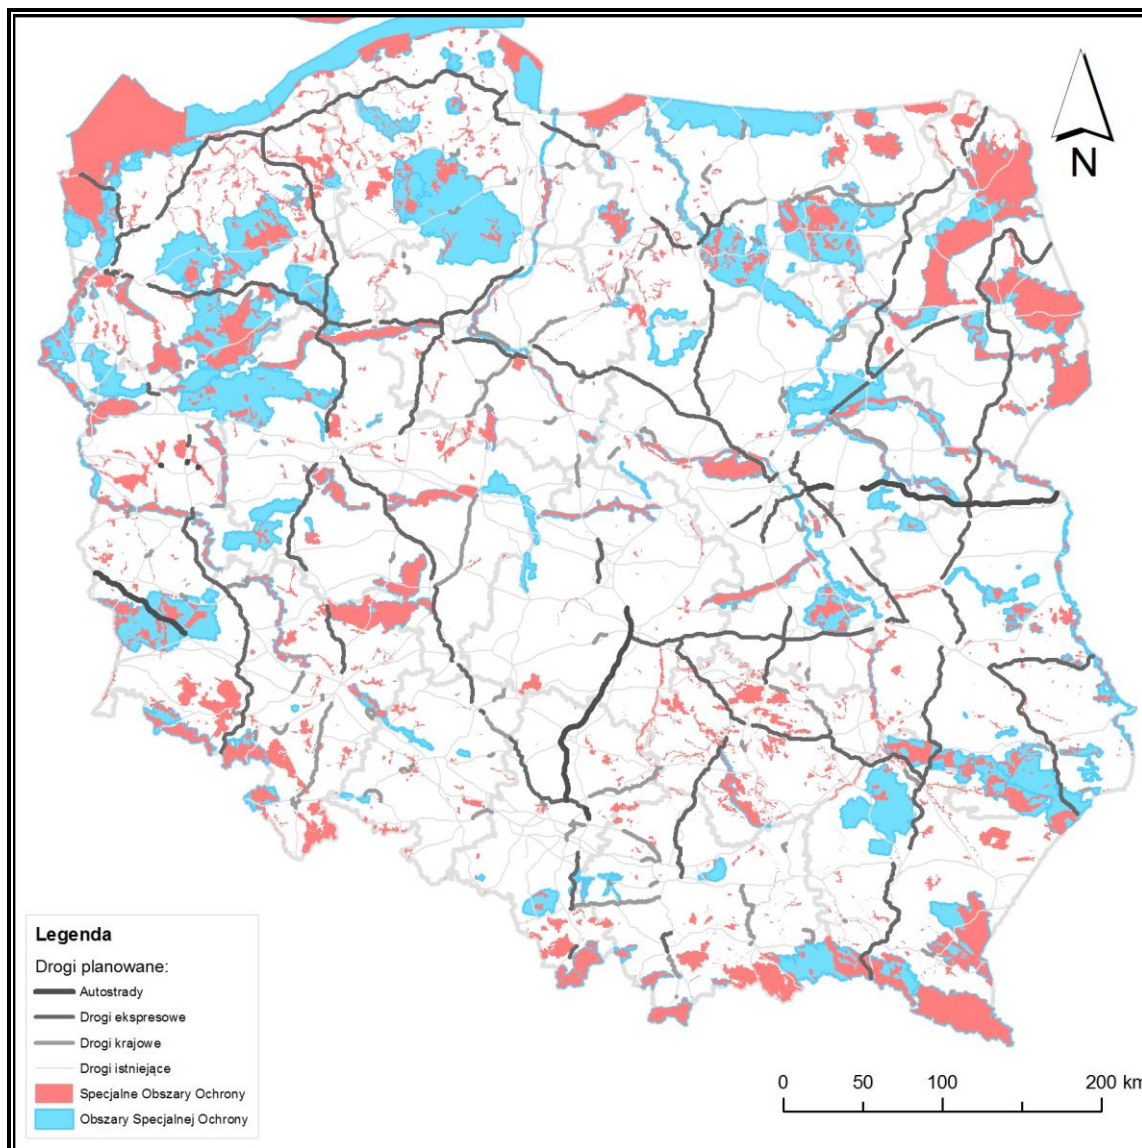 N
Legenda
Drogi planowane:
Autostrady
Drogi ekspresowe
Drogi krajowe
Drogi istniejące
Specjalne Obszary Ochrony
Obszary Specjalnej Ochrony
0 50 100 200 km